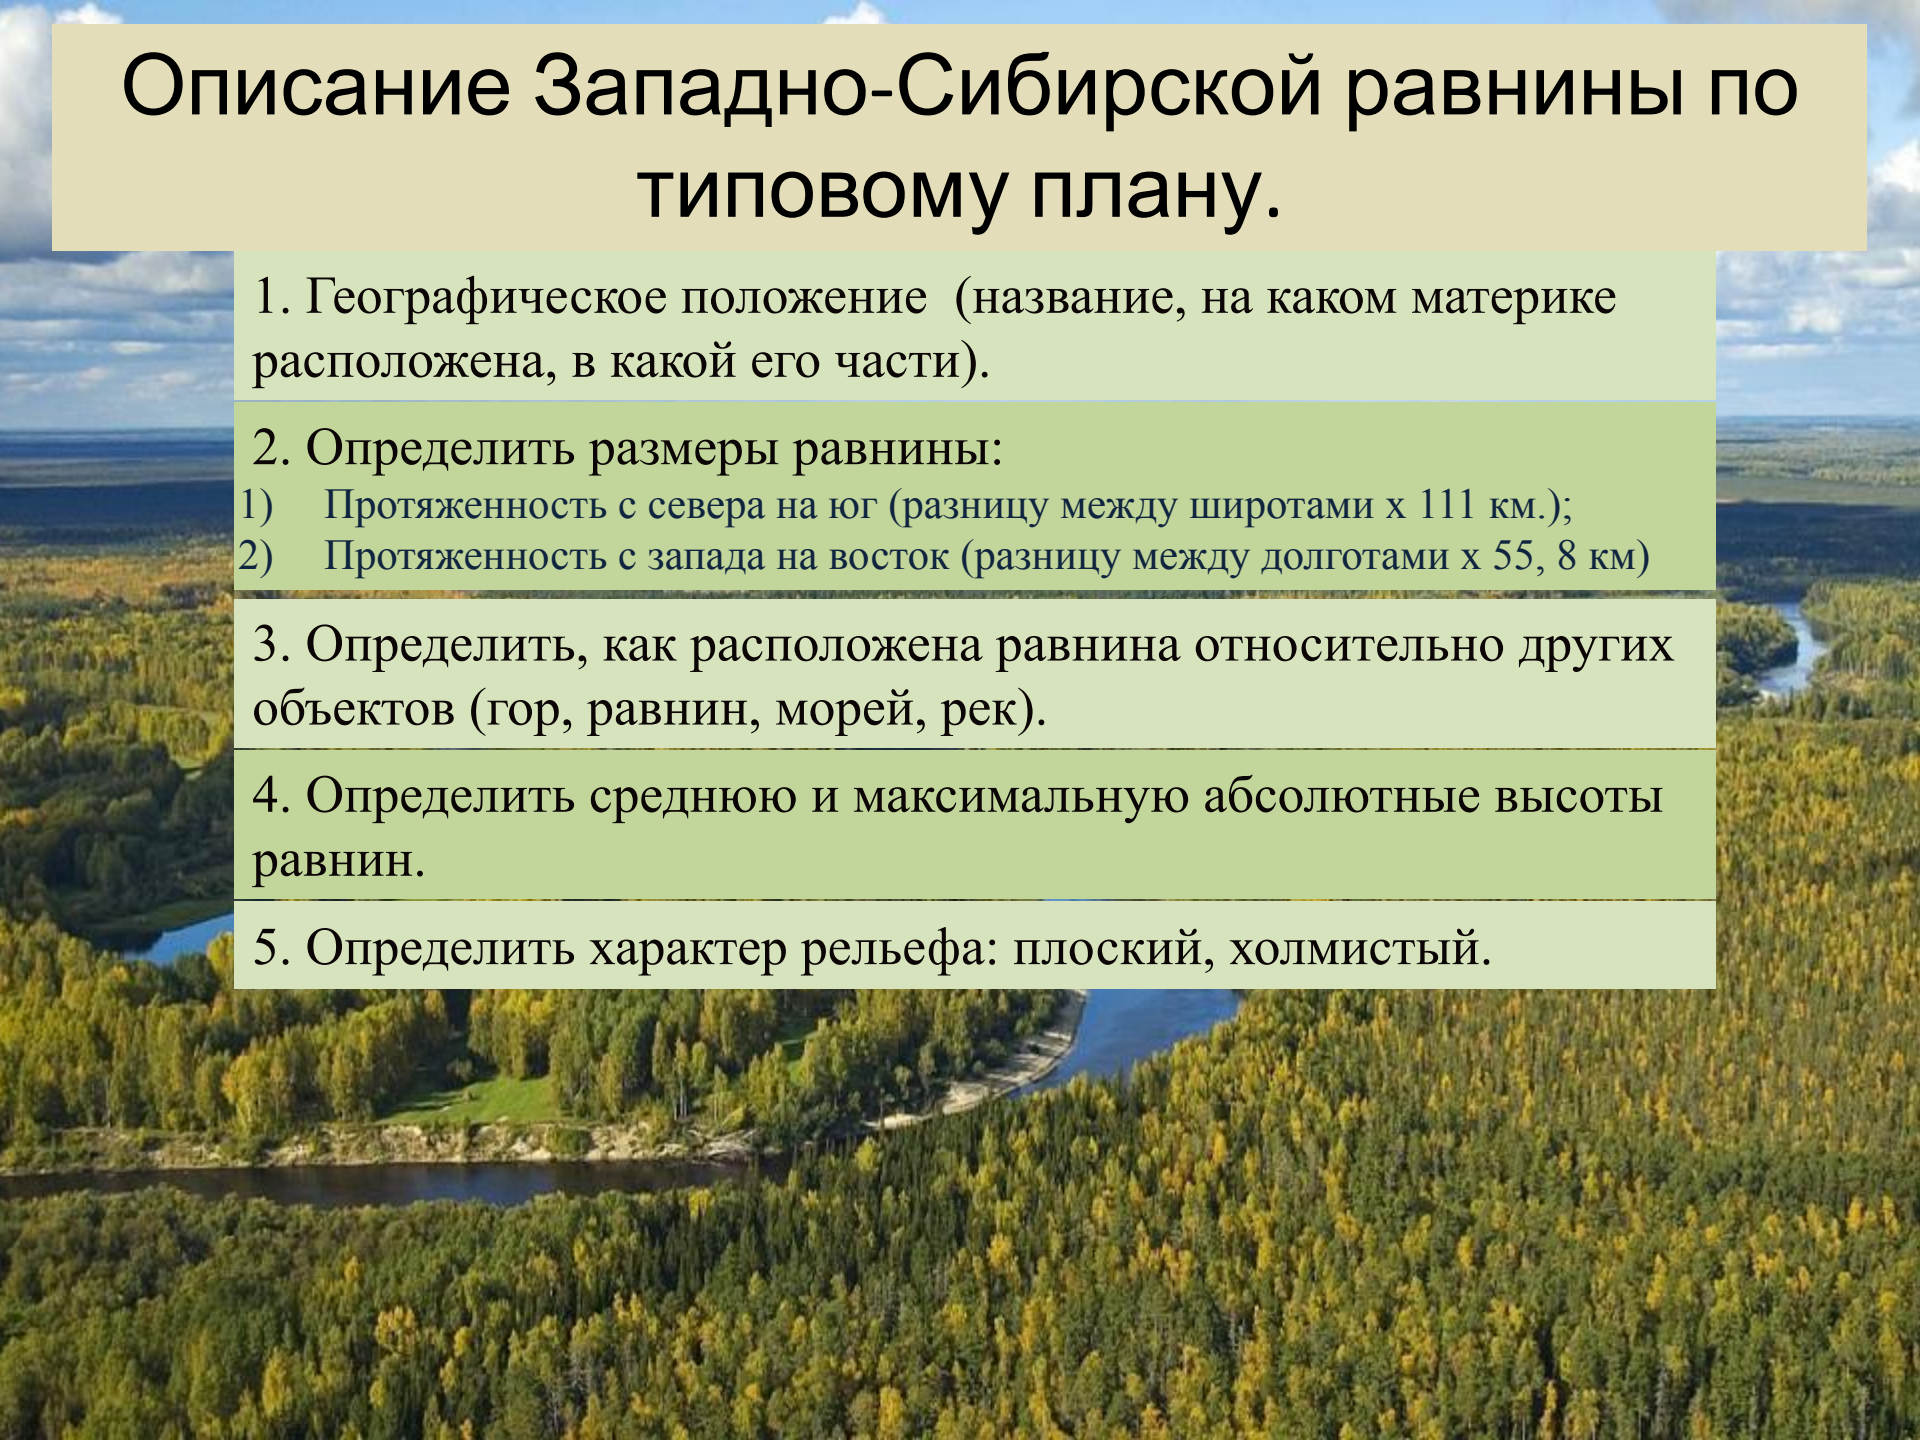 Описание Западно-Сибирской равнины по
типовому плану.
1. Географическое положение  (название, на каком материке
расположена, в какой его части).
2. Определить размеры равнины:
1) Протяженность с севера на юг (разницу между широтами х 111 км.);
2) Протяженность с запада на восток (разницу между долготами х 55, 8 км)
3. Определить, как расположена равнина относительно других
объектов (гор, равнин, морей, рек).
4. Определить среднюю и максимальную абсолютные высоты
равнин.
5. Определить характер рельефа: плоский, холмистый.